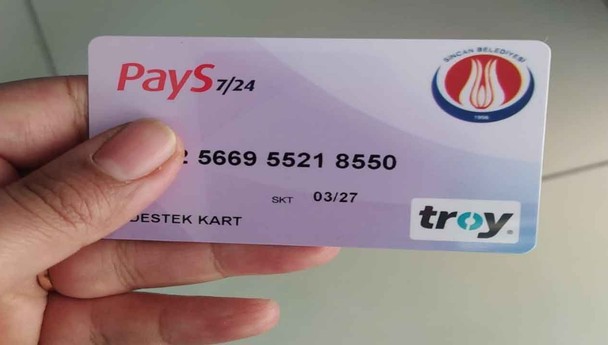 PayS 7/24
SİNCAN BELEDİYESİ
2 5669 5521 8550
SKT 03/27
DESTEK KART
troy